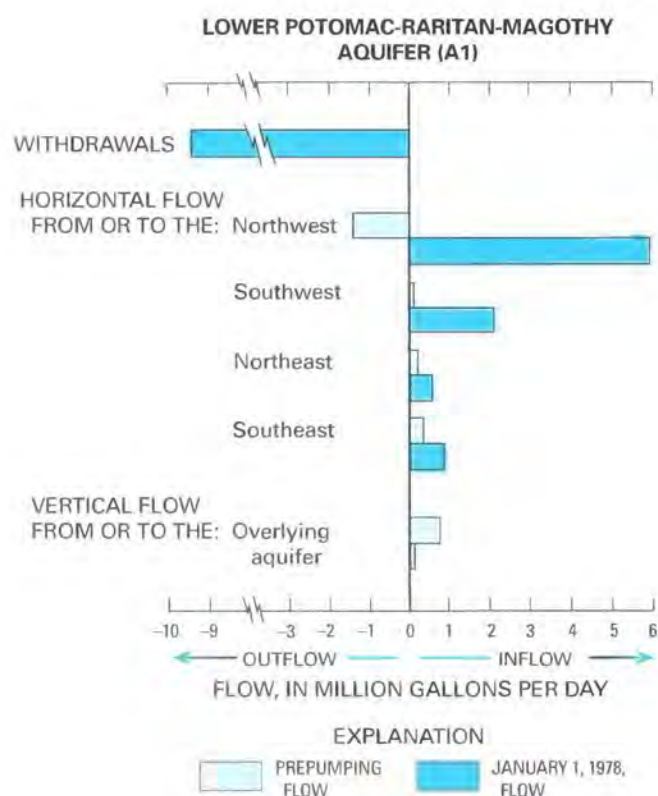 LOWER POTOMAC-RARITAN-MAGOTHY
AQUIFER (A1)
WITHDRAWALS
HORIZONTAL FLOW
FROM OR TO THE: Northwest
Southwest
Northeast
Southeast
VERTICAL FLOW
FROM OR TO THE: Overlying
aquifer
-10 -9 -3 -2 -1 0 1 2 3 4 5 6
OUTFLOW INFLOW
FLOW, IN MILLION GALLONS PER DAY
EXPLANATION
PREPUMPING
FLOW
JANUARY 1, 1978,
FLOW